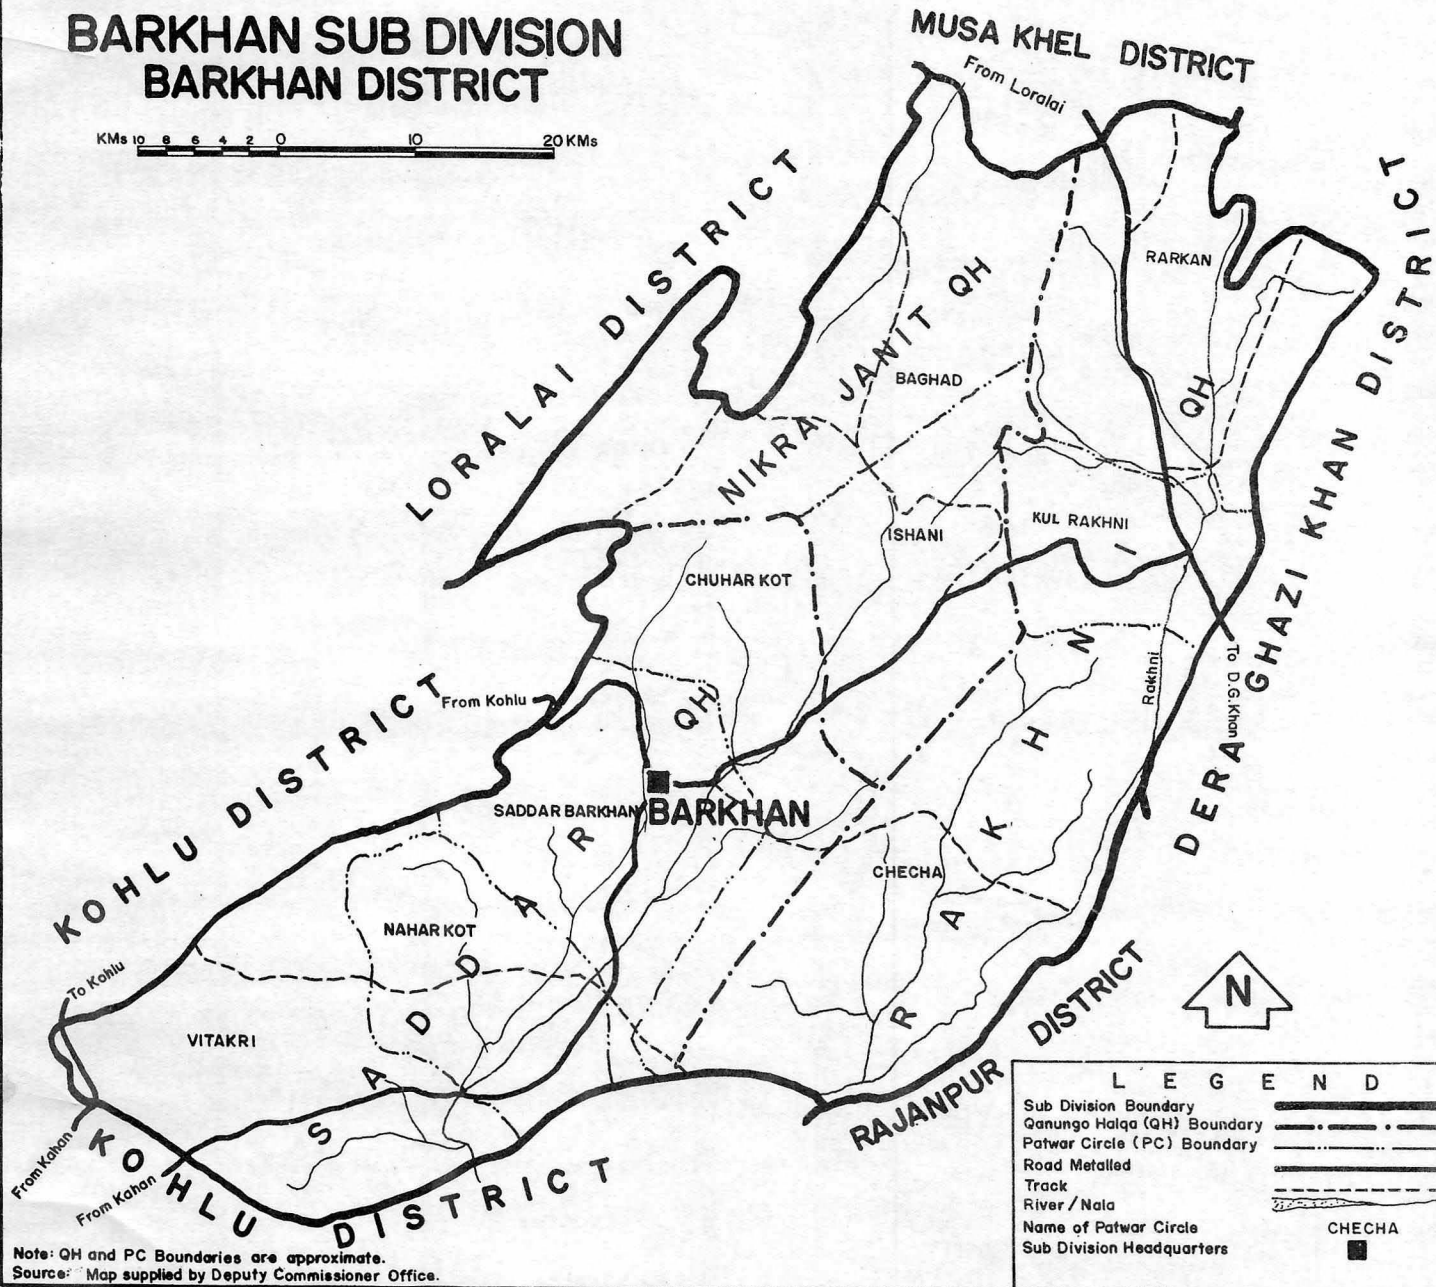 BARKHAN SUB DIVISION
BARKHAN DISTRICT
KMs 10 8 6 4 2 0 10 20 KMs
MUSA KHEL DISTRICT
From Loralai
LORALAI DISTRICT
RARKAN
NIKRA JANIT QH
BAGHAD
QH
ISHANI
KUL RAKHNI
CHUHAR KOT
DERA GHAZI KHAN DISTRICT
To D.G.Khan
Rakhni
From Kohlu
QH
KOHLU DISTRICT
SADDAR BARKHAN
BARKHAN
CHECHA
RAKHNI
NAHAR KOT
SADDAR
To Kohlu
VITAKRI
N
RAJANPUR DISTRICT
From Kahan
From Kahan
KOHLU DISTRICT
LEGEND
Sub Division Boundary
Qanungo Halqa (QH) Boundary
Patwar Circle (PC) Boundary
Road Metalled
Track
River / Nala
Name of Patwar Circle CHECHA
Sub Division Headquarters
Note: QH and PC Boundaries are approximate.
Source: Map supplied by Deputy Commissioner Office.